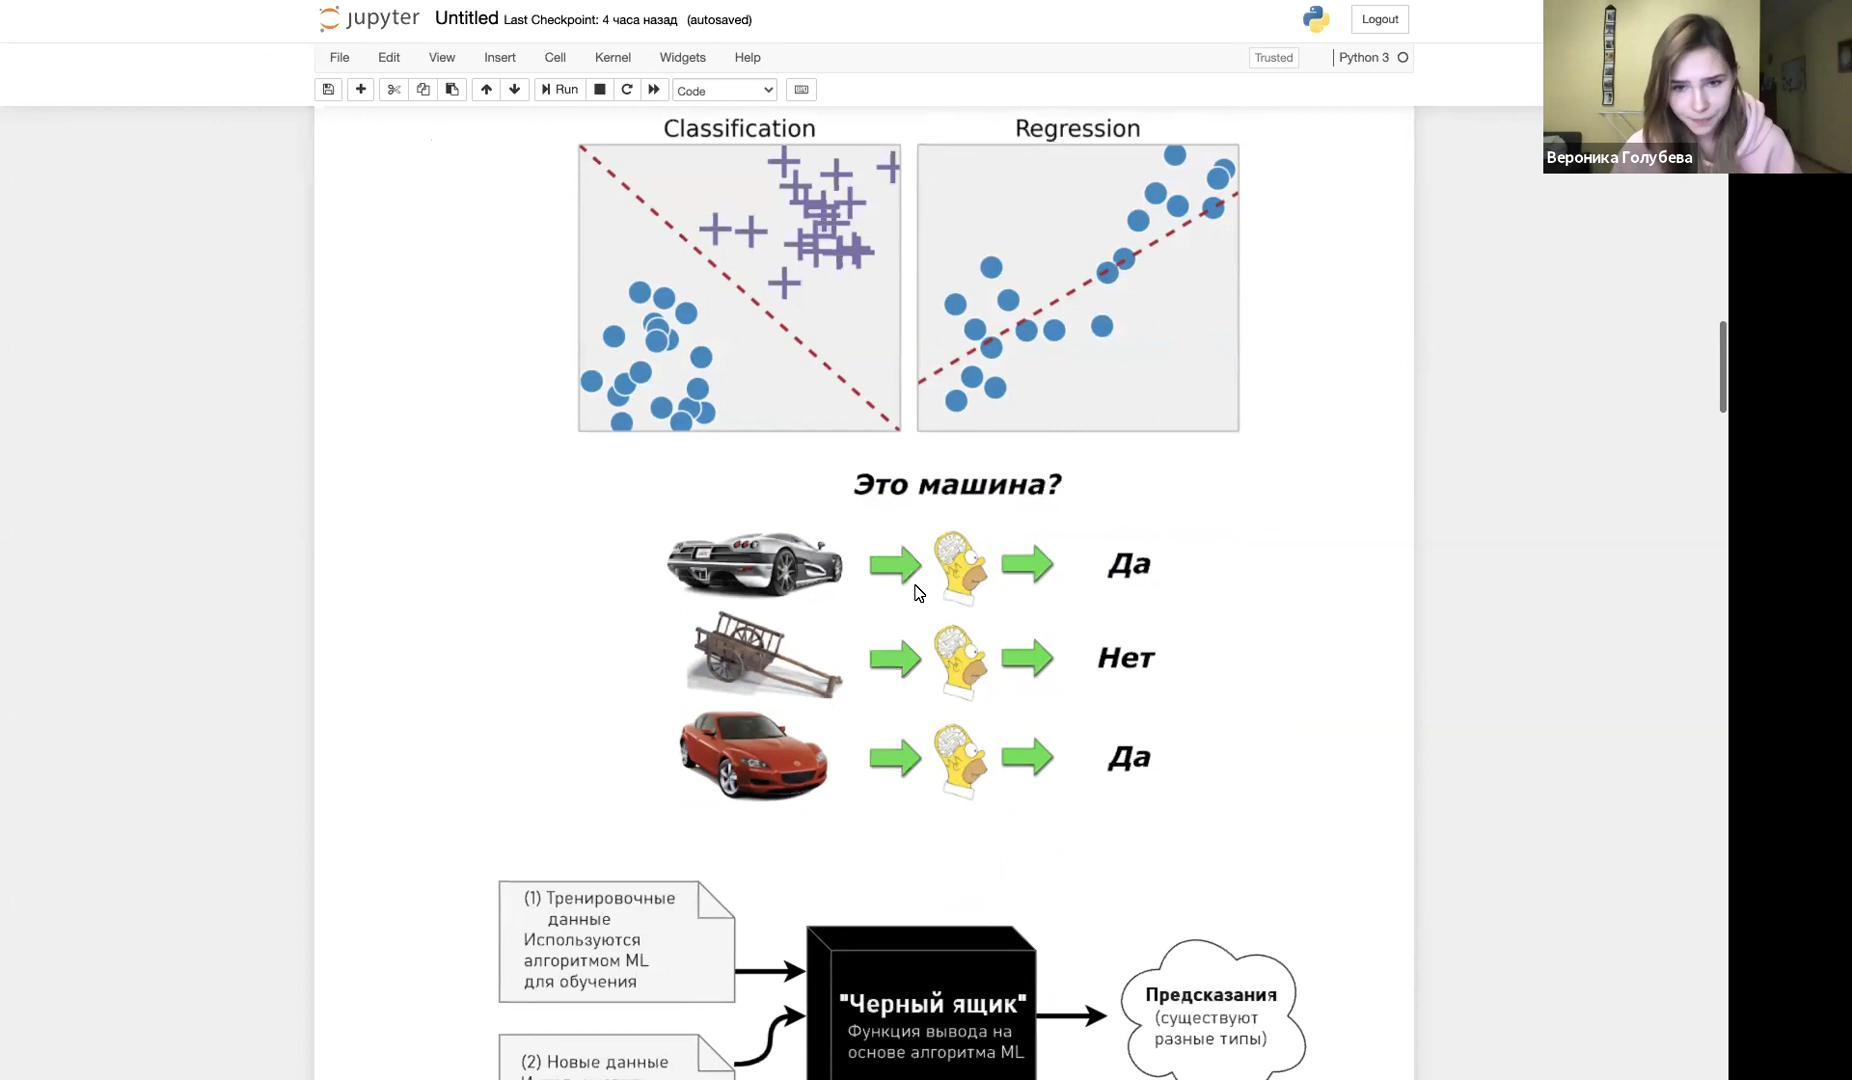 jupyter Untitled Last Checkpoint: 4 часа назад (autosaved)
Logout
File Edit View Insert Cell Kernel Widgets Help
Trusted Python 3
Run Code
Вероника Голубева
Classification Regression
Это машина?
Да
Нет
Да
(1) Тренировочные
данные
Используются
алгоритмом ML
для обучения
"Черный ящик"
Функция вывода на
основе алгоритма ML
Предсказания
(существуют
разные типы)
(2) Новые данные